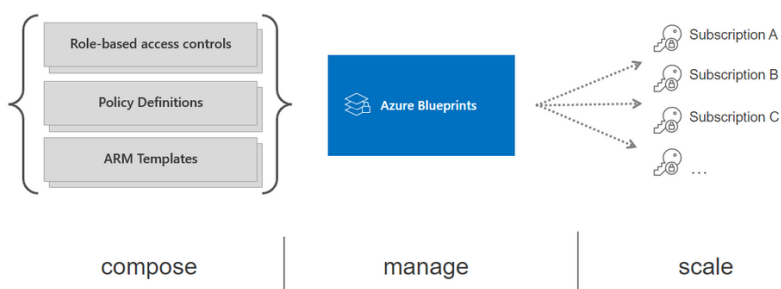 Role-based access controls
Policy Definitions
ARM Templates
Azure Blueprints
Subscription A
Subscription B
Subscription C
...
compose
manage
scale